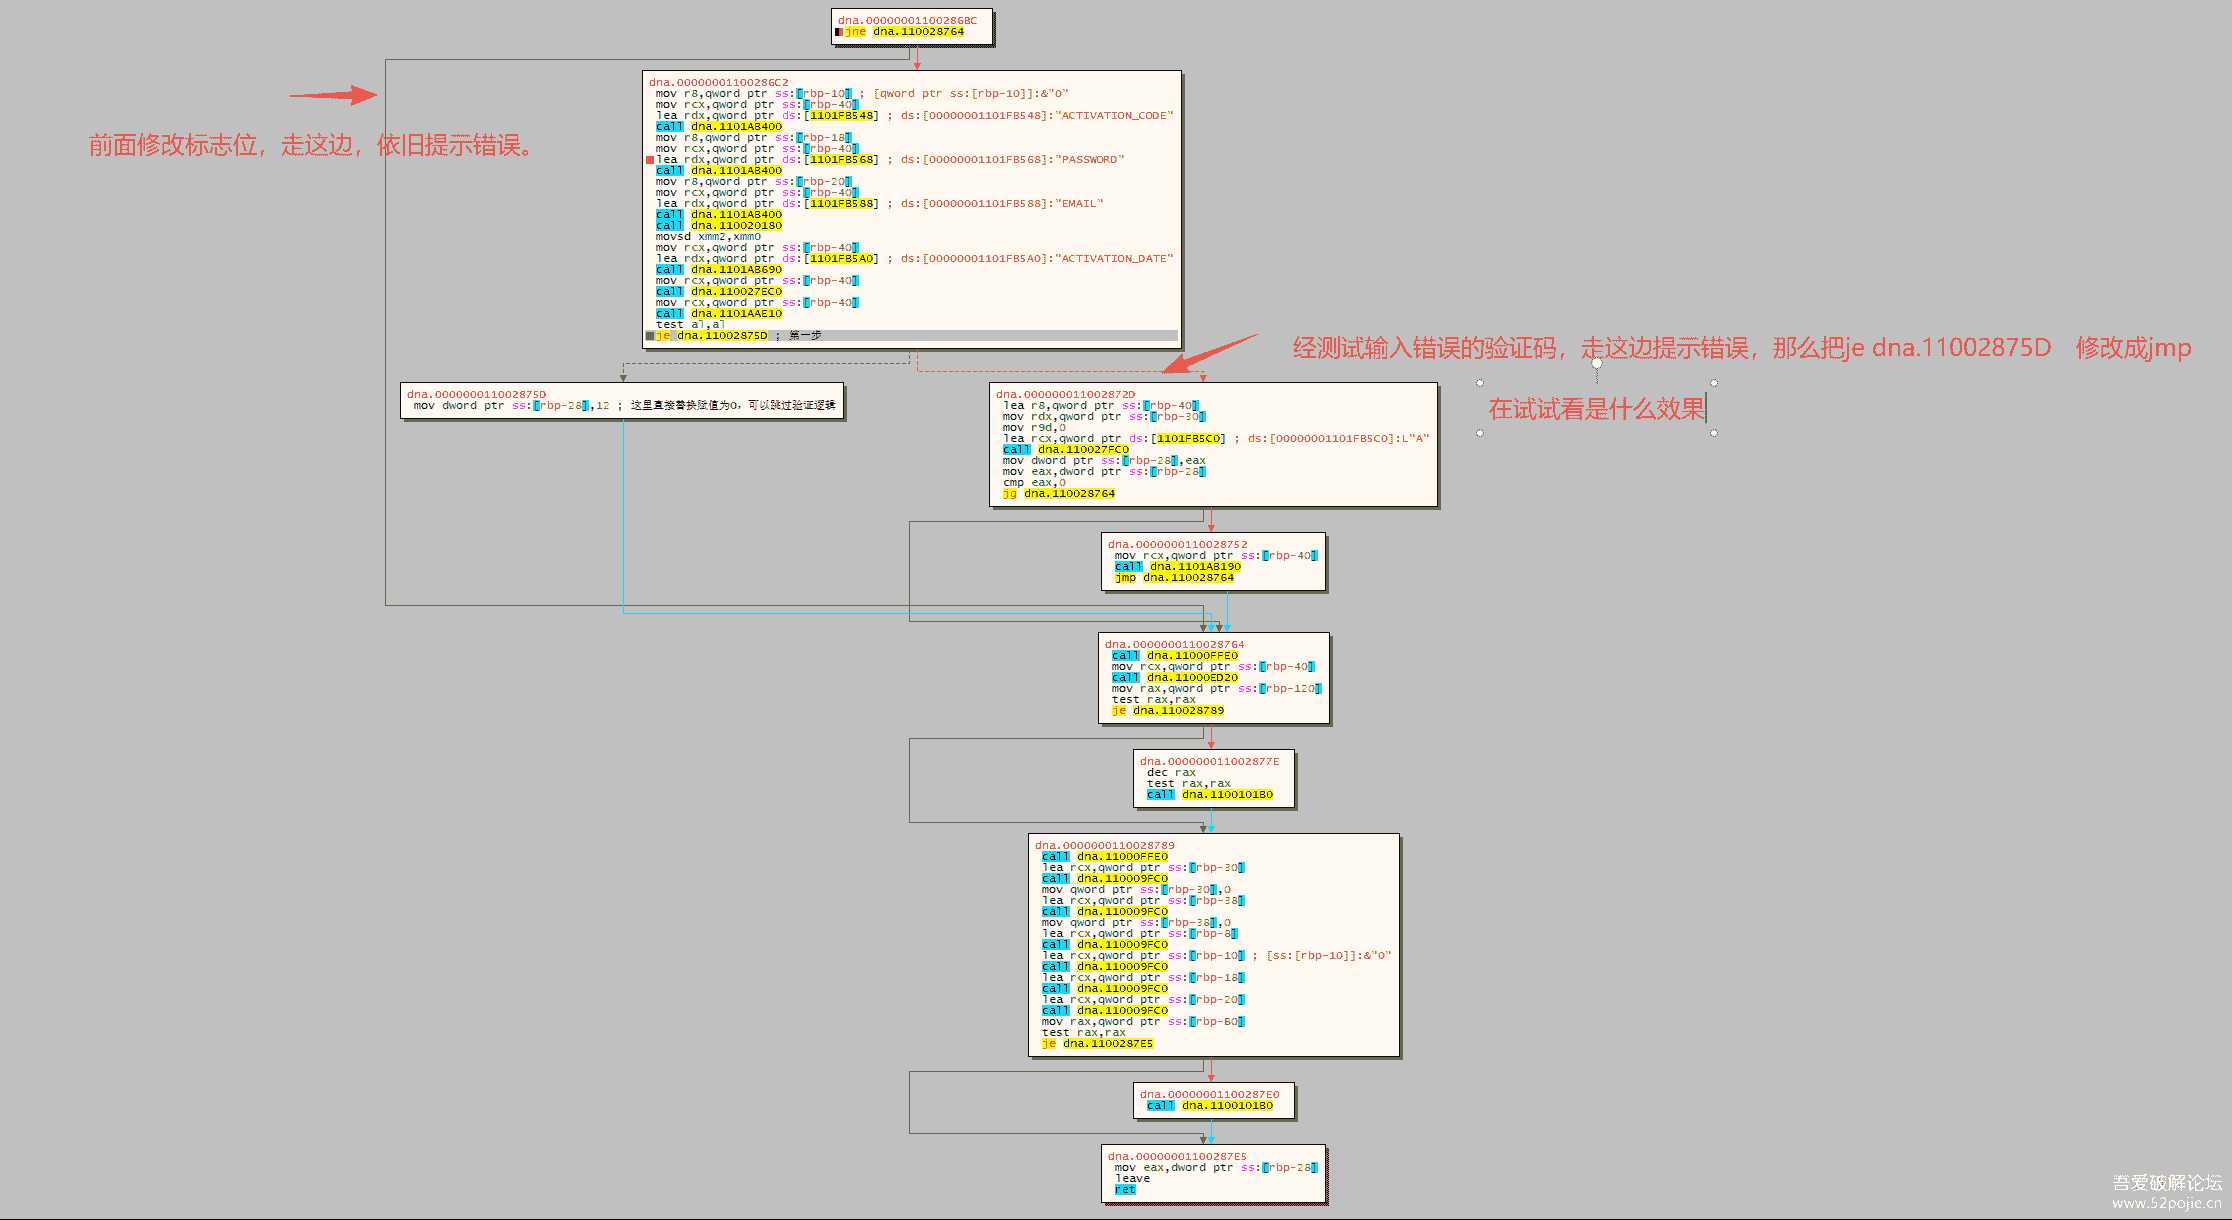 dna.00000001100286BC
jne dna.110028764
dna.00000001100286C2
mov r8,qword ptr ss:[rbp-10] ; [qword ptr ss:[rbp-10]]:&"0"
mov rcx,qword ptr ss:[rbp-40]
lea rdx,qword ptr ds:[1101FB548] ; ds:[00000001101FB548]:"ACTIVATION_CODE"
call dna.1101AB400
mov r8,qword ptr ss:[rbp-18]
mov rcx,qword ptr ss:[rbp-40]
lea rdx,qword ptr ds:[1101FB568] ; ds:[00000001101FB568]:"PASSWORD"
call dna.1101AB400
mov r8,qword ptr ss:[rbp-20]
mov rcx,qword ptr ss:[rbp-40]
lea rdx,qword ptr ds:[1101FB588] ; ds:[00000001101FB588]:"EMAIL"
call dna.1101AB400
call dna.110020180
movsd xmm2,xmm0
mov rcx,qword ptr ss:[rbp-40]
lea rdx,qword ptr ds:[1101FB5A0] ; ds:[00000001101FB5A0]:"ACTIVATION_DATE"
call dna.1101AB690
mov rcx,qword ptr ss:[rbp-40]
call dna.110027EC0
mov rcx,qword ptr ss:[rbp-40]
call dna.1101AAE10
test al,al
je dna.11002875D ; 第一步
前面修改标志位，走这边，依旧提示错误。
经测试输入错误的验证码，走这边提示错误，那么把je dna.11002875D 修改成jmp
在试试看是什么效果
dna.000000011002875D
mov dword ptr ss:[rbp-28],12 ; 这里直接替换赋值为0，可以跳过验证逻辑
dna.000000011002872D
lea r8,qword ptr ss:[rbp-40]
mov rdx,qword ptr ss:[rbp-30]
mov r9d,0
lea rcx,qword ptr ds:[1101FB5C0] ; ds:[00000001101FB5C0]:L"A"
call dna.110027FC0
mov dword ptr ss:[rbp-28],eax
mov eax,dword ptr ss:[rbp-28]
cmp eax,0
jg dna.110028764
dna.0000000110028752
mov rcx,qword ptr ss:[rbp-40]
call dna.1101AB190
jmp dna.110028764
dna.0000000110028764
call dna.11000FFE0
mov rcx,qword ptr ss:[rbp-40]
call dna.11000ED20
mov rax,qword ptr ss:[rbp-120]
test rax,rax
je dna.110028789
dna.000000011002877E
dec rax
test rax,rax
call dna.1100101B0
dna.0000000110028789
call dna.11000FFE0
lea rcx,qword ptr ss:[rbp-30]
call dna.110009FC0
mov qword ptr ss:[rbp-30],0
lea rcx,qword ptr ss:[rbp-38]
call dna.110009FC0
mov qword ptr ss:[rbp-38],0
lea rcx,qword ptr ss:[rbp-8]
call dna.110009FC0
lea rcx,qword ptr ss:[rbp-10] ; [ss:[rbp-10]]:&"0"
call dna.110009FC0
lea rcx,qword ptr ss:[rbp-18]
call dna.110009FC0
lea rcx,qword ptr ss:[rbp-20]
call dna.110009FC0
mov rax,qword ptr ss:[rbp-B0]
test rax,rax
je dna.1100287E5
dna.00000001100287E0
call dna.1100101B0
dna.00000001100287E5
mov eax,dword ptr ss:[rbp-28]
leave
ret
吾爱破解论坛
www.52pojie.cn